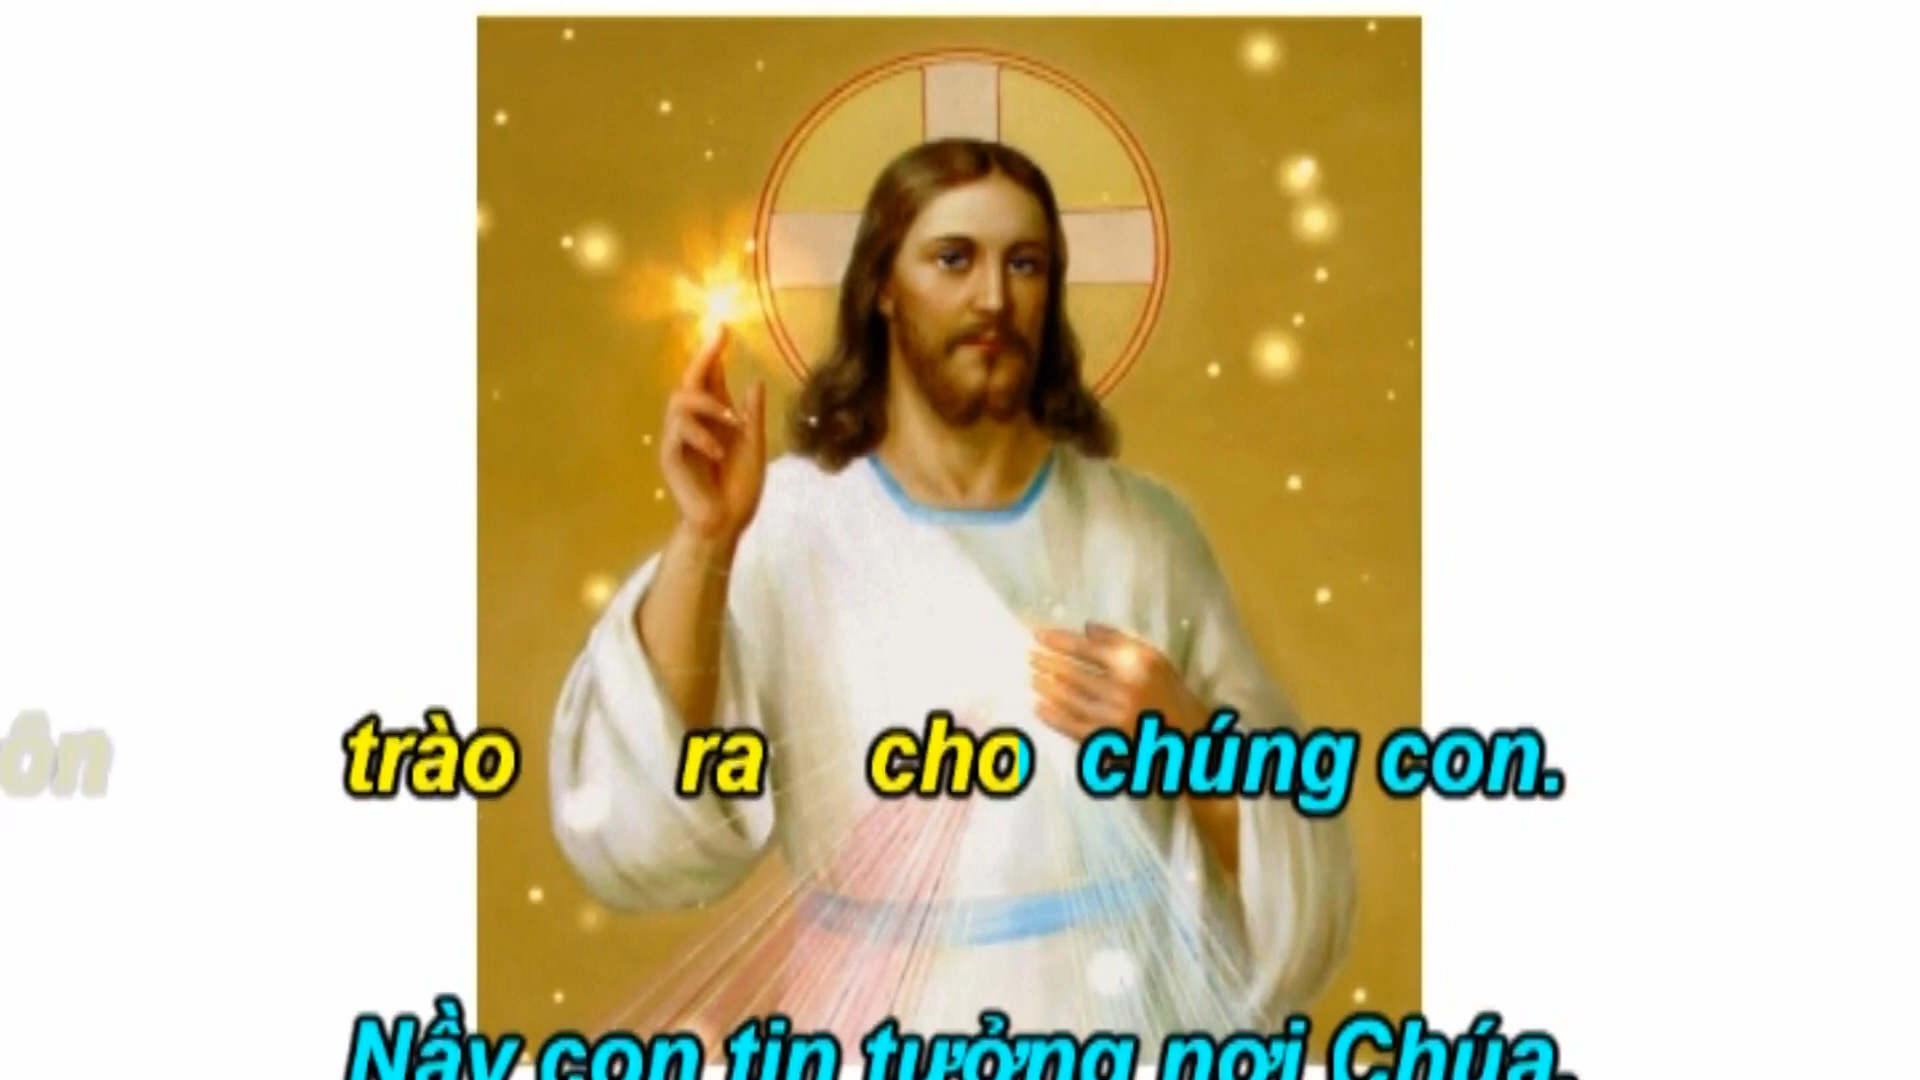 trào ra cho chúng con.
Nầy con tin tưởng nơi Chúa.